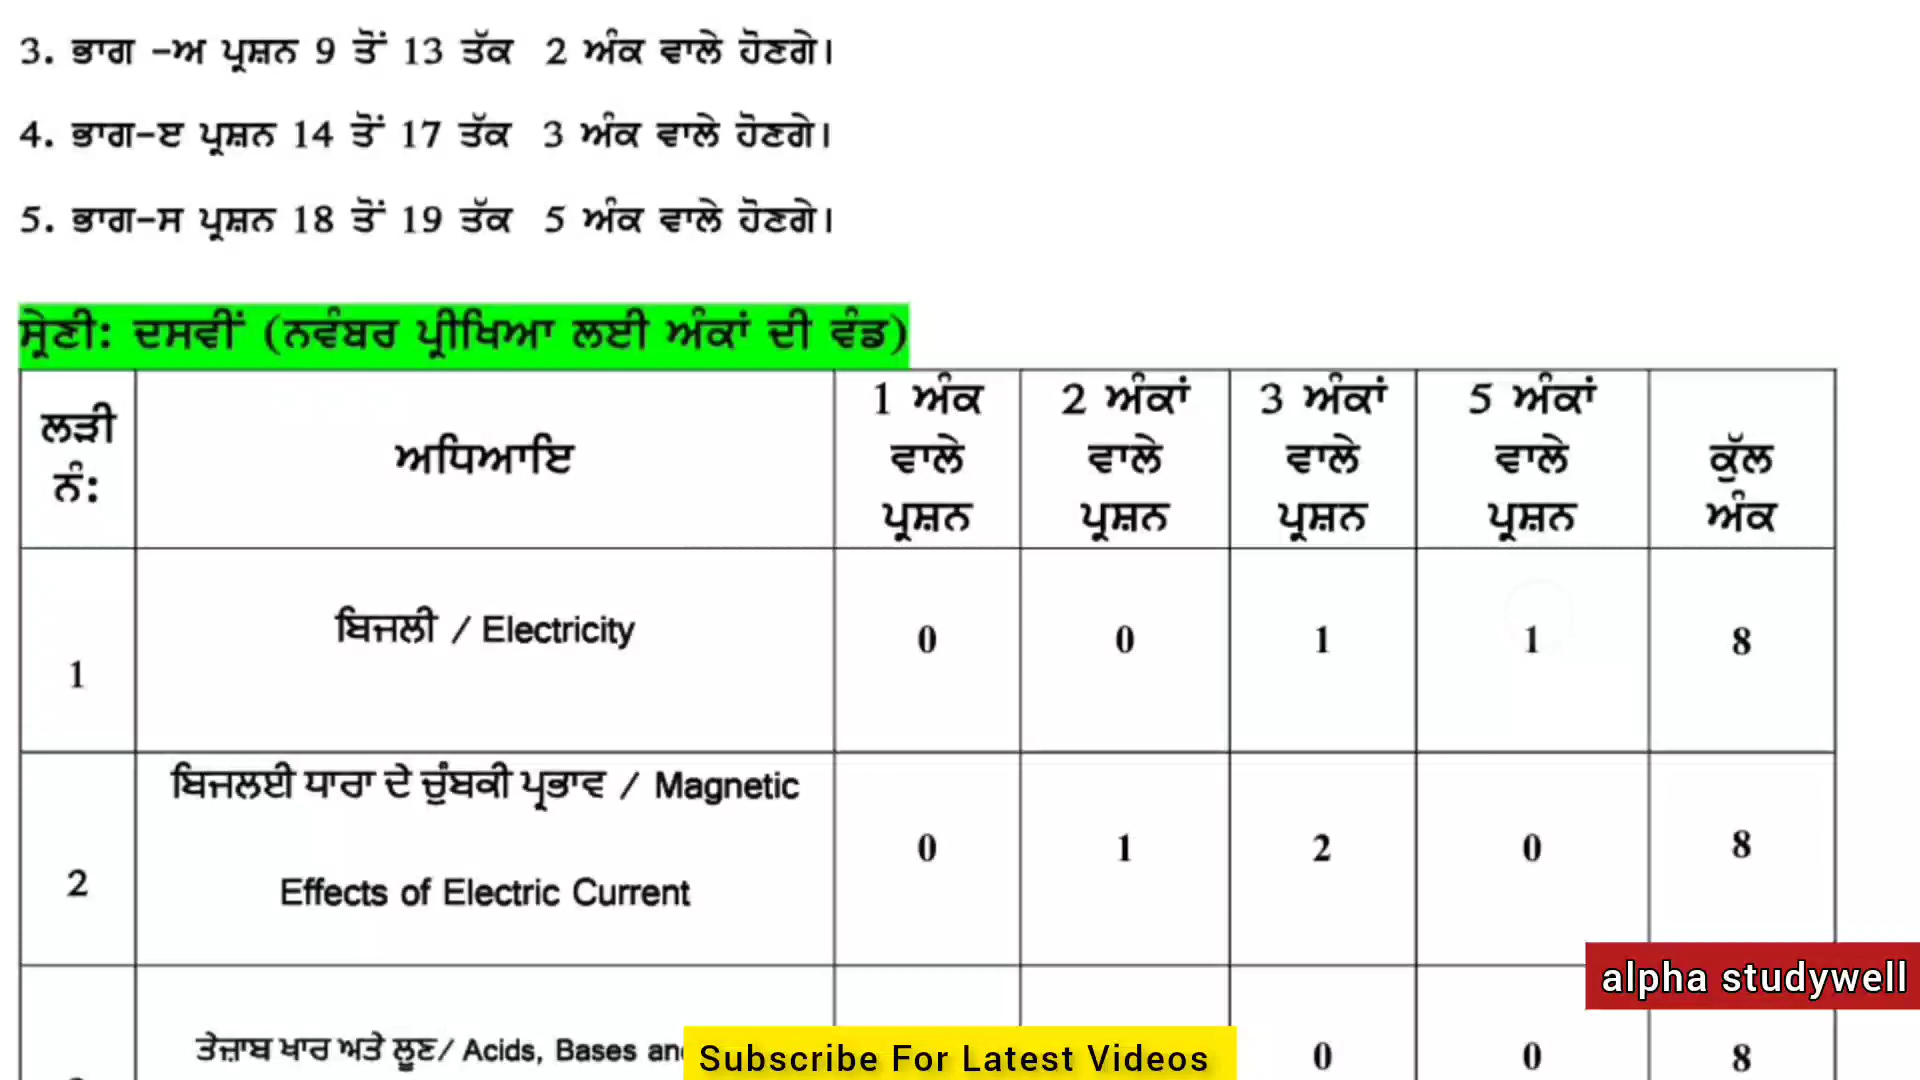 3. ਭਾਗ –ਅ ਪ੍ਰਸ਼ਨ 9 ਤੋਂ 13 ਤੱਕ 2 ਅੰਕ ਵਾਲੇ ਹੋਣਗੇ।
4. ਭਾਗ–ੲ ਪ੍ਰਸ਼ਨ 14 ਤੋਂ 17 ਤੱਕ 3 ਅੰਕ ਵਾਲੇ ਹੋਣਗੇ।
5. ਭਾਗ–ਸ ਪ੍ਰਸ਼ਨ 18 ਤੋਂ 19 ਤੱਕ 5 ਅੰਕ ਵਾਲੇ ਹੋਣਗੇ।
ਸ਼੍ਰੇਣੀ: ਦਸਵੀਂ (ਨਵੰਬਰ ਪ੍ਰੀਖਿਆ ਲਈ ਅੰਕਾਂ ਦੀ ਵੰਡ)
ਲੜੀ ਨੰ: ਅਧਿਆਇ 1 ਅੰਕ ਵਾਲੇ ਪ੍ਰਸ਼ਨ 2 ਅੰਕਾਂ ਵਾਲੇ ਪ੍ਰਸ਼ਨ 3 ਅੰਕਾਂ ਵਾਲੇ ਪ੍ਰਸ਼ਨ 5 ਅੰਕਾਂ ਵਾਲੇ ਪ੍ਰਸ਼ਨ ਕੁੱਲ ਅੰਕ
1 ਬਿਜਲੀ / Electricity 0 0 1 1 8
2 ਬਿਜਲਈ ਧਾਰਾ ਦੇ ਚੁੰਬਕੀ ਪ੍ਰਭਾਵ / Magnetic
Effects of Electric Current 0 1 2 0 8
alpha studywell
ਤੇਜ਼ਾਬ ਖਾਰ ਅਤੇ ਲੂਣ/ Acids, Bases 0 0 8
Subscribe For Latest Videos